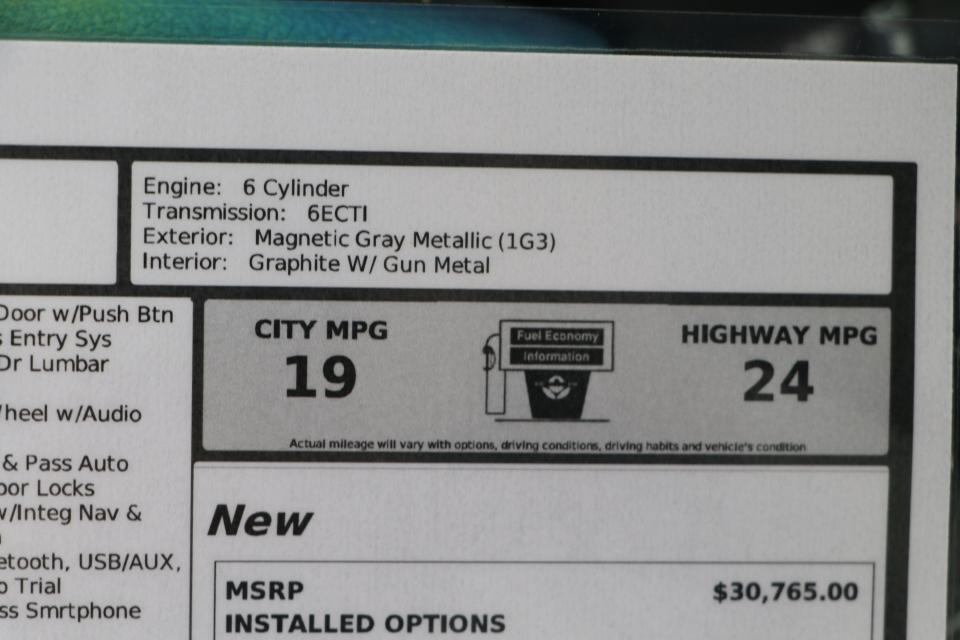 Engine: 6 Cylinder
Transmission: 6ECTI
Exterior: Magnetic Gray Metallic (1G3)
Interior: Graphite W/ Gun Metal
Door w/Push Btn
s Entry Sys
Dr Lumbar
heel w/Audio
& Pass Auto
oor Locks
w/Integ Nav &
etooth, USB/AUX,
o Trial
ss Smrtphone
CITY MPG
19
Fuel Economy
Information
HIGHWAY MPG
24
Actual mileage will vary with options, driving conditions, driving habits and vehicle's condition
New
MSRP $30,765.00
INSTALLED OPTIONS